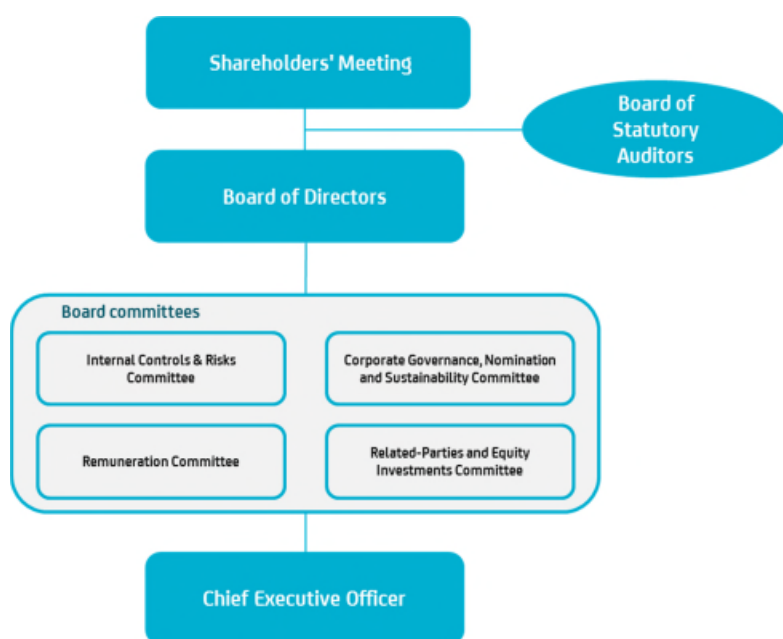 Shareholders' Meeting
Board of
Statutory
Auditors
Board of Directors
Board committees
Internal Controls & Risks
Committee
Corporate Governance, Nomination
and Sustainability Committee
Remuneration Committee
Related-Parties and Equity
Investments Committee
Chief Executive Officer